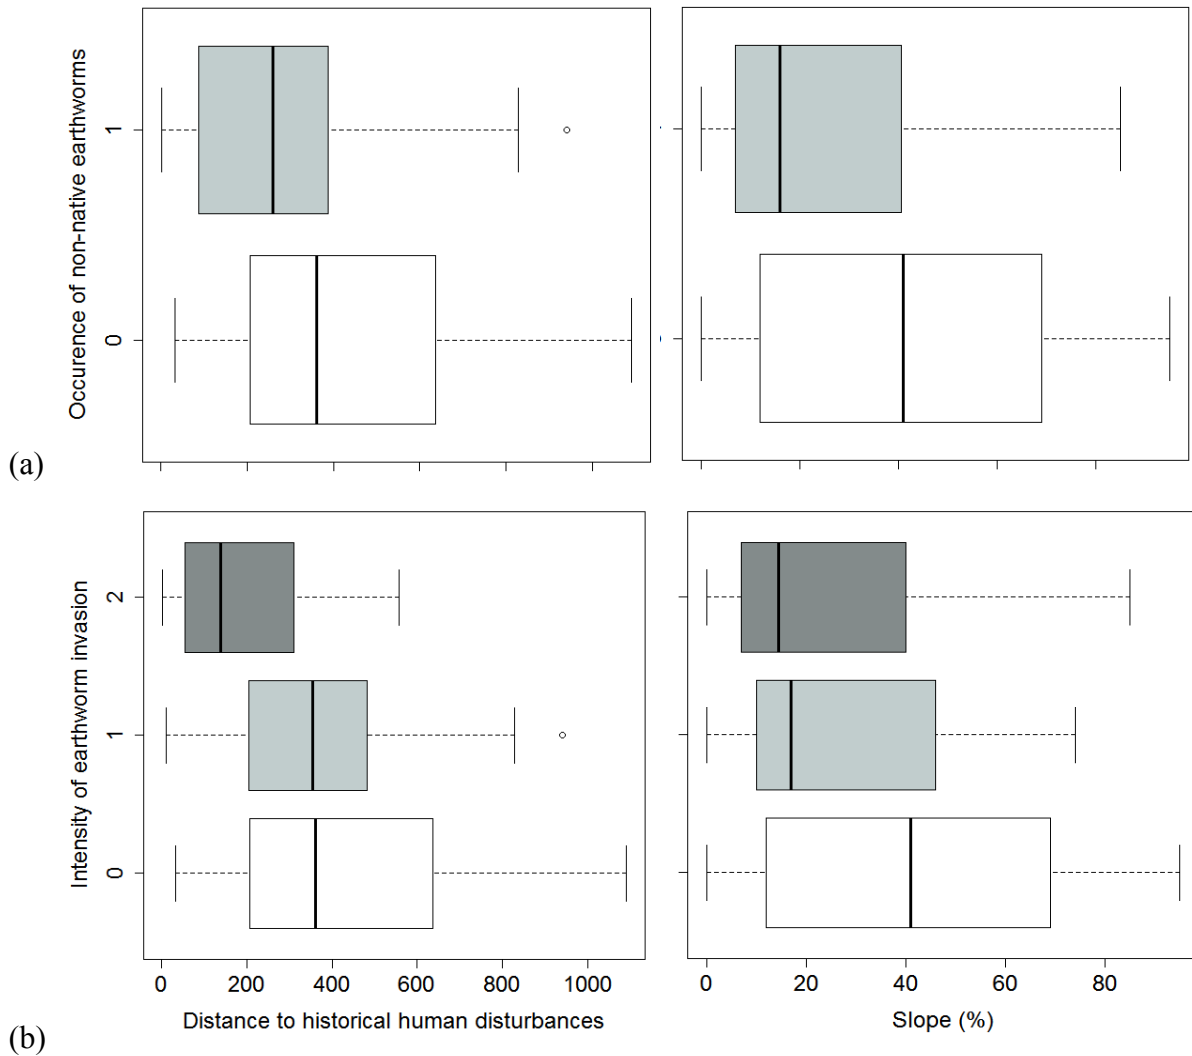 Occurence of non-native earthworms
1
0
(a)
Intensity of earthworm invasion
2
1
0
0 200 400 600 800 1000
0 20 40 60 80
Distance to historical human disturbances
Slope (%)
(b)